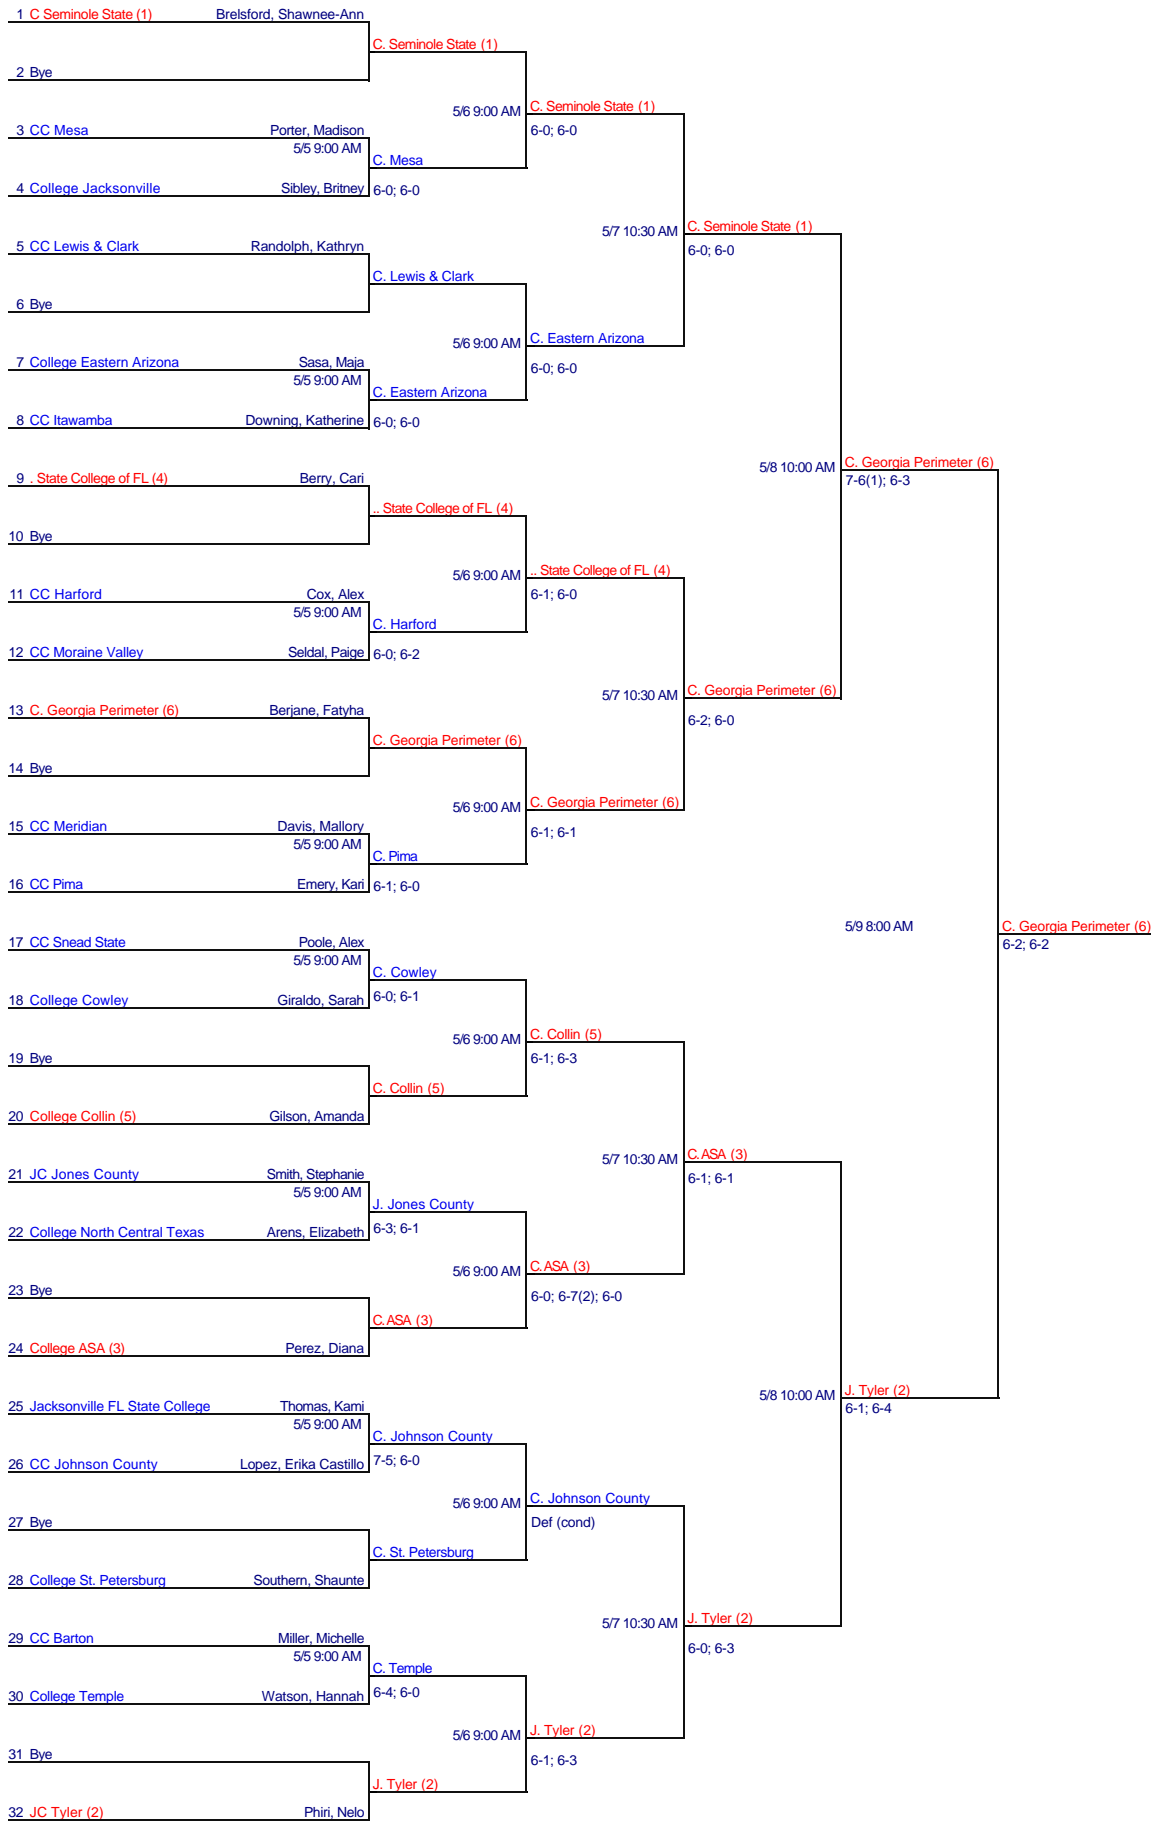 1 C Seminole State (1) Brelsford, Shawnee-Ann
C. Seminole State (1)
2 Bye
5/6 9:00 AM C. Seminole State (1)
3 CC Mesa Porter, Madison
6-0; 6-0
5/5 9:00 AM
C. Mesa
4 College Jacksonville Sibley, Britney
6-0; 6-0
5/7 10:30 AM C. Seminole State (1)
5 CC Lewis & Clark Randolph, Kathryn
6-0; 6-0
C. Lewis & Clark
6 Bye
5/6 9:00 AM C. Eastern Arizona
7 College Eastern Arizona Sasa, Maja
6-0; 6-0
5/5 9:00 AM
C. Eastern Arizona
8 CC Itawamba Downing, Katherine
6-0; 6-0
5/8 10:00 AM C. Georgia Perimeter (6)
7-6(1); 6-3
9 . State College of FL (4) Berry, Cari
.. State College of FL (4)
10 Bye
5/6 9:00 AM .. State College of FL (4)
11 CC Harford Cox, Alex
6-1; 6-0
5/5 9:00 AM
C. Harford
12 CC Moraine Valley Seldal, Paige
6-0; 6-2
5/7 10:30 AM C. Georgia Perimeter (6)
13 C. Georgia Perimeter (6) Berjane, Fatyha
6-2; 6-0
C. Georgia Perimeter (6)
14 Bye
5/6 9:00 AM C. Georgia Perimeter (6)
15 CC Meridian Davis, Mallory
6-1; 6-1
5/5 9:00 AM
C. Pima
16 CC Pima Emery, Kari
6-1; 6-0
5/9 8:00 AM C. Georgia Perimeter (6)
17 CC Snead State Poole, Alex
6-2; 6-2
5/5 9:00 AM
C. Cowley
18 College Cowley Giraldo, Sarah
6-0; 6-1
5/6 9:00 AM C. Collin (5)
19 Bye
6-1; 6-3
C. Collin (5)
20 College Collin (5) Gilson, Amanda
5/7 10:30 AM C. ASA (3)
21 JC Jones County Smith, Stephanie
6-1; 6-1
5/5 9:00 AM
J. Jones County
22 College North Central Texas Arens, Elizabeth
6-3; 6-1
5/6 9:00 AM C. ASA (3)
23 Bye
6-0; 6-7(2); 6-0
C. ASA (3)
24 College ASA (3) Perez, Diana
5/8 10:00 AM J. Tyler (2)
6-1; 6-4
25 Jacksonville FL State College Thomas, Kami
5/5 9:00 AM
C. Johnson County
26 CC Johnson County Lopez, Erika Castillo
7-5; 6-0
5/6 9:00 AM C. Johnson County
27 Bye
Def (cond)
C. St. Petersburg
28 College St. Petersburg Southern, Shaunte
5/7 10:30 AM J. Tyler (2)
29 CC Barton Miller, Michelle
6-0; 6-3
5/5 9:00 AM
C. Temple
30 College Temple Watson, Hannah
6-4; 6-0
5/6 9:00 AM J. Tyler (2)
31 Bye
6-1; 6-3
J. Tyler (2)
32 JC Tyler (2) Phiri, Nelo